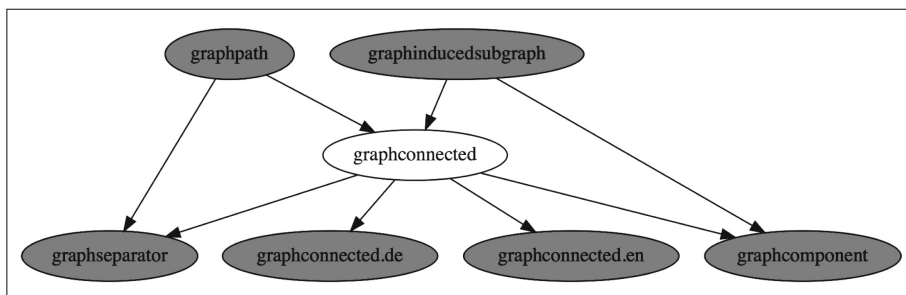 graphpath
graphinducedsubgraph
graphconnected
graphseparator
graphconnected.de
graphconnected.en
graphcomponent